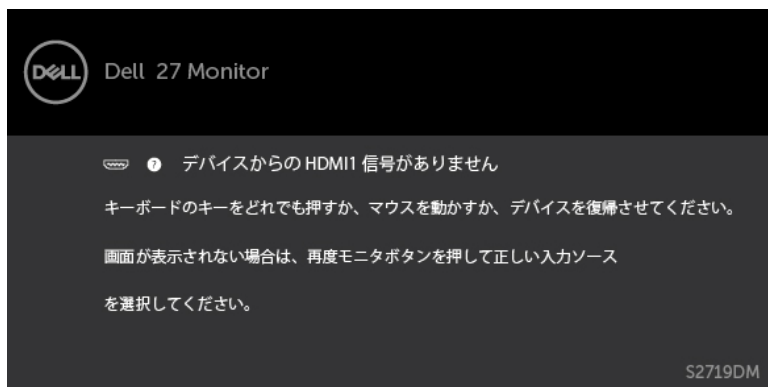 DELL
Dell 27 Monitor
? デバイスからの HDMI1 信号がありません
キーボードのキーをどれでも押すか、マウスを動かすか、デバイスを復帰させてください。
画面が表示されない場合は、再度モニタボタンを押して正しい入力ソース
を選択してください。
S2719DM